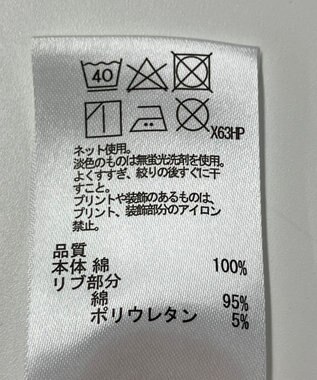 40
X63HP
ネット使用。
淡色のものは無蛍光洗剤を使用。
よくすすぎ、絞りの後すぐに干
すこと。
プリントや装飾のあるものは、
プリント、装飾部分のアイロン
禁止。
品質
本体 綿 100%
リブ部分
綿 95%
ポリウレタン 5%